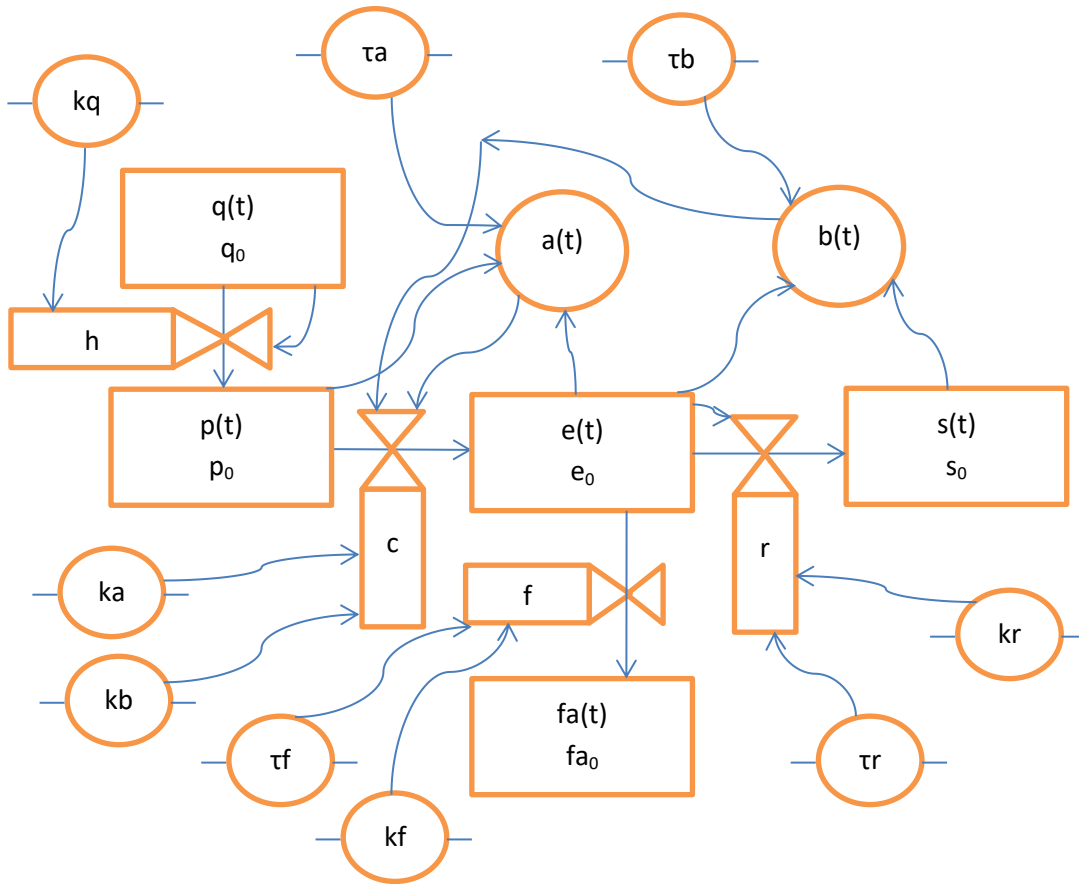 τa
τb
kq
q(t)
q₀
a(t)
b(t)
h
p(t)
p₀
e(t)
e₀
s(t)
s₀
c
r
ka
f
kr
kb
fa(t)
fa₀
τf
τr
kf